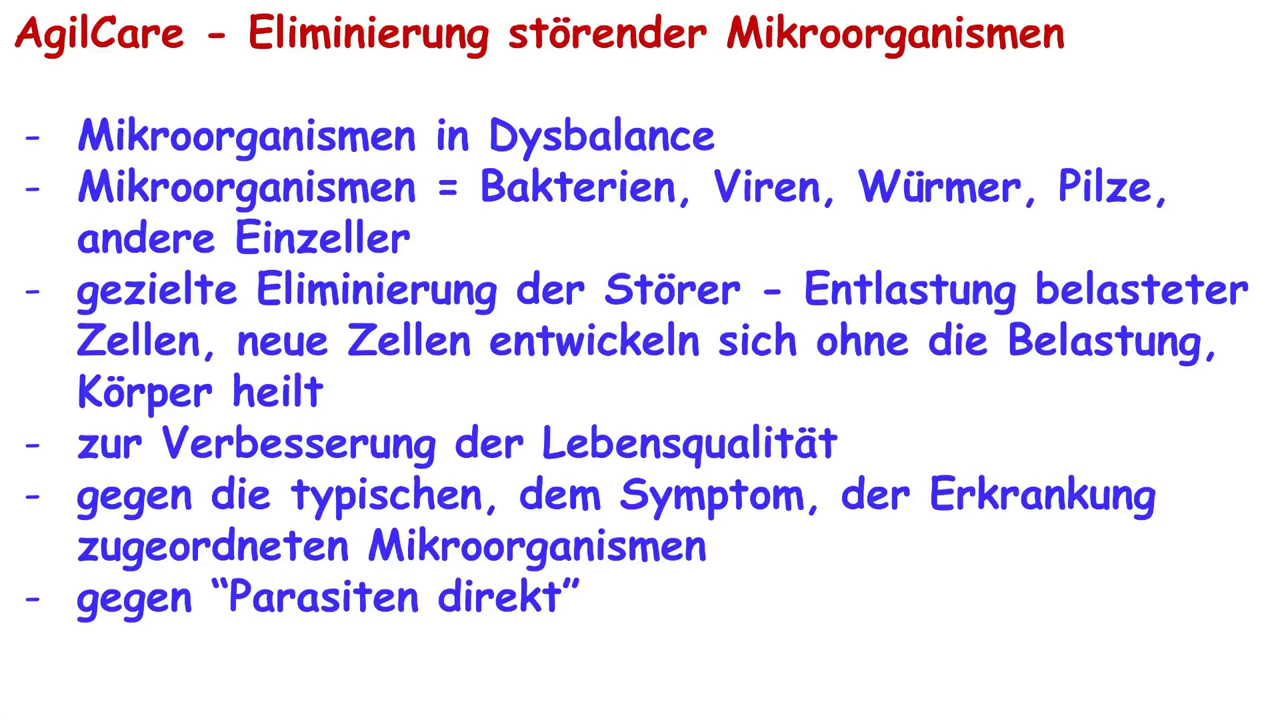 AgilCare - Eliminierung störender Mikroorganismen
- Mikroorganismen in Dysbalance
- Mikroorganismen = Bakterien, Viren, Würmer, Pilze,
andere Einzeller
- gezielte Eliminierung der Störer - Entlastung belasteter
Zellen, neue Zellen entwickeln sich ohne die Belastung,
Körper heilt
- zur Verbesserung der Lebensqualität
- gegen die typischen, dem Symptom, der Erkrankung
zugeordneten Mikroorganismen
- gegen “Parasiten direkt”